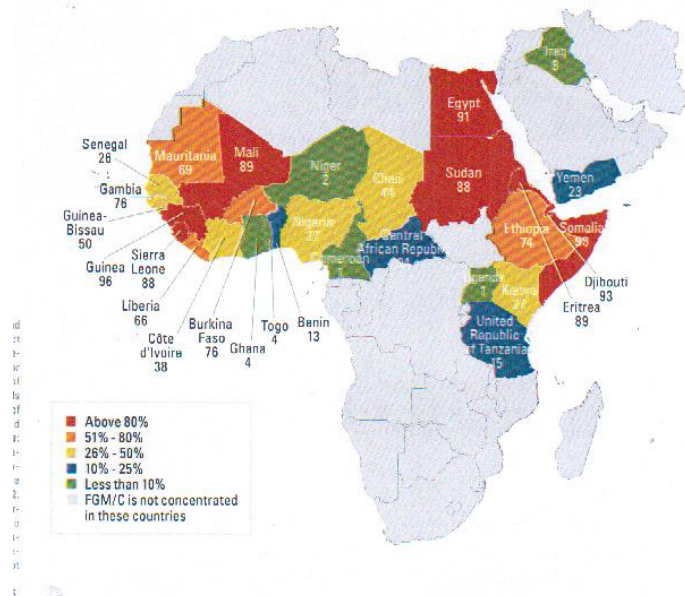 Iraq
8
Egypt
91
Senegal
26
Mauritania
69
Mali
89
Niger
2
Chad
44
Sudan
88
Yemen
23
Gambia
76
Guinea-
Bissau
50
Nigeria
27
Ethiopia
74
Somalia
98
Central
African Republic
Cameroon
1
Guinea
96
Sierra
Leone
88
Liberia
66
Côte
d'Ivoire
38
Burkina
Faso
76
Ghana
4
Togo
4
Benin
13
Uganda
1
Kenya
27
Djibouti
93
Eritrea
89
United
Republic
of Tanzania
15
Above 80%
51% - 80%
26% - 50%
10% - 25%
Less than 10%
FGM/C is not concentrated
in these countries